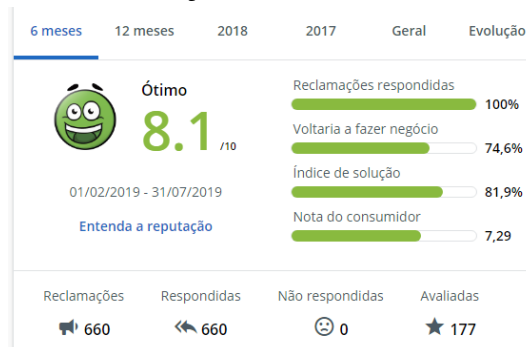 6 meses 12 meses 2018 2017 Geral Evolução
Ótimo
8.1 /10
01/02/2019 - 31/07/2019
Entenda a reputação
Reclamações respondidas
100%
Voltaria a fazer negócio
74,6%
Índice de solução
81,9%
Nota do consumidor
7,29
Reclamações Respondidas Não respondidas Avaliadas
660 660 0 177